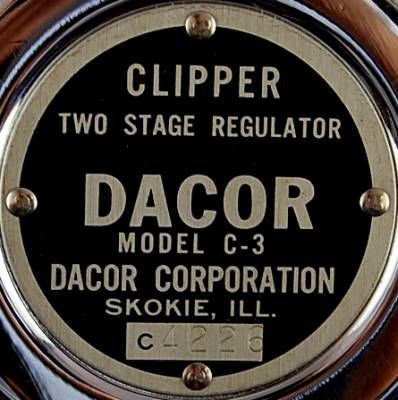 CLIPPER
TWO STAGE REGULATOR
DACOR
MODEL C-3
DACOR CORPORATION
SKOKIE, ILL.
C4226